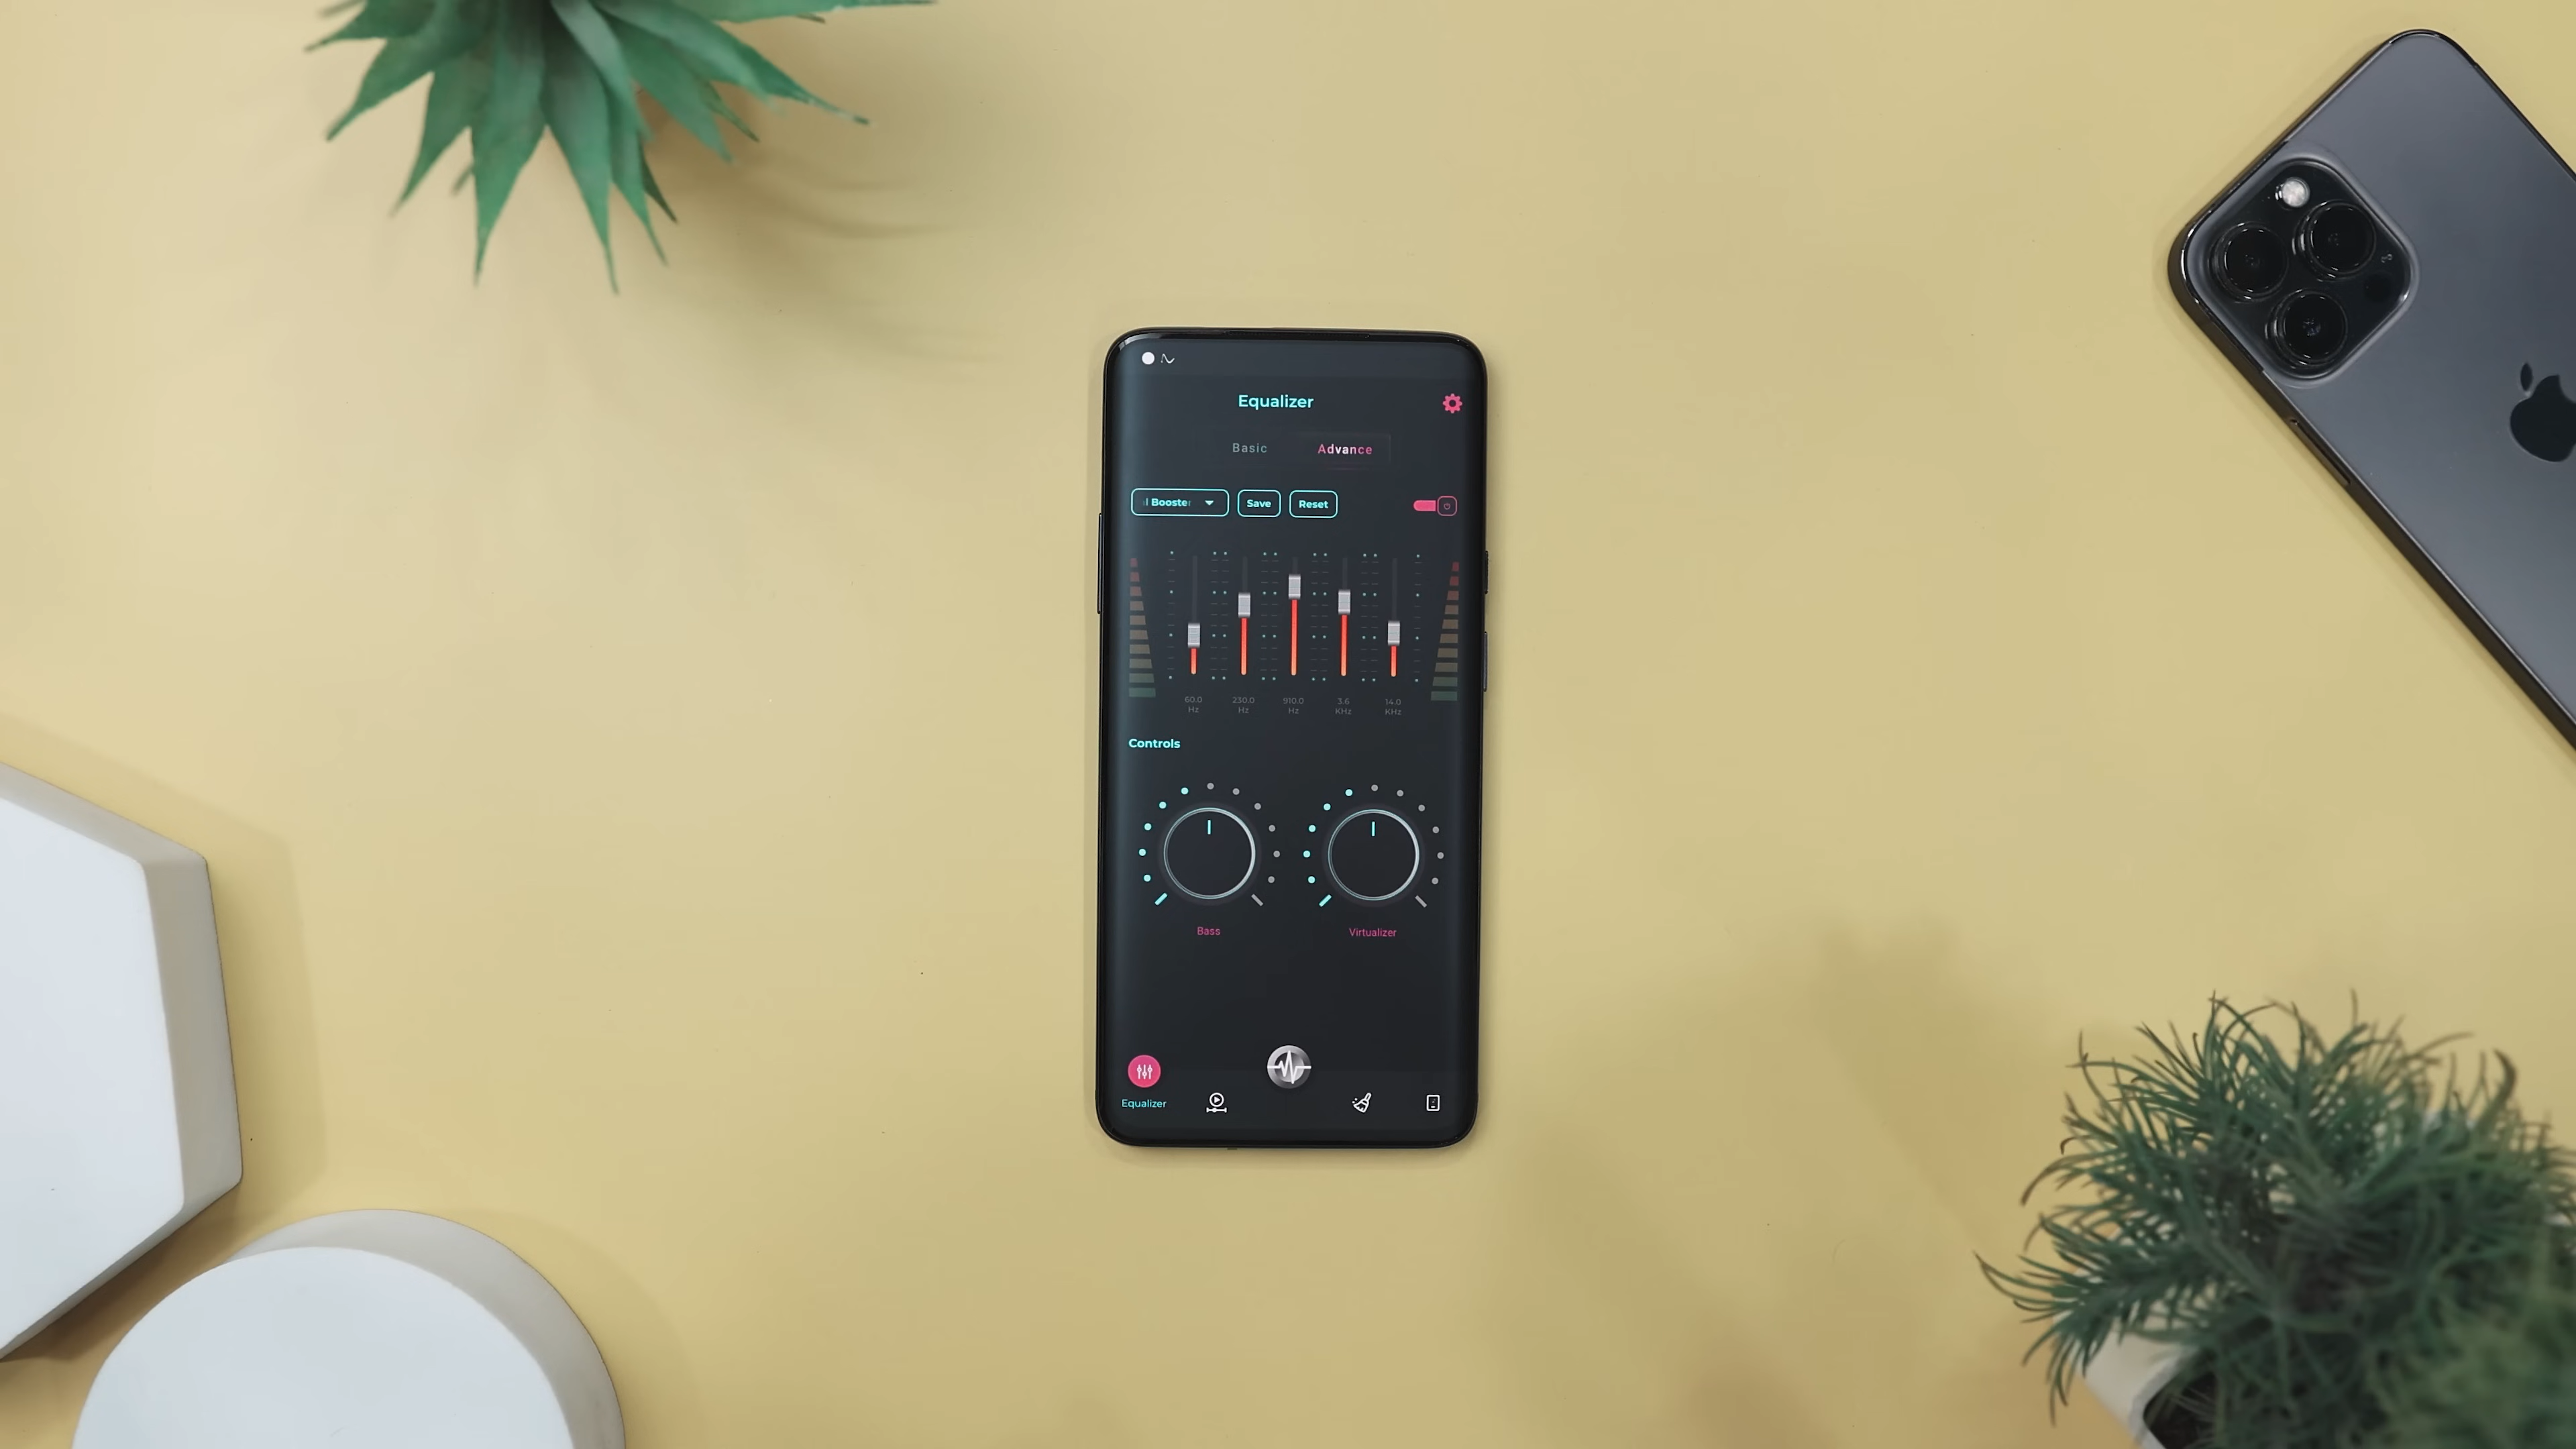 Equalizer
Basic Advance
l Booster Save Reset
60.0 230.0 910.0 3.6 14.0
Hz Hz Hz KHz KHz
Controls
Bass Virtualizer
Equalizer